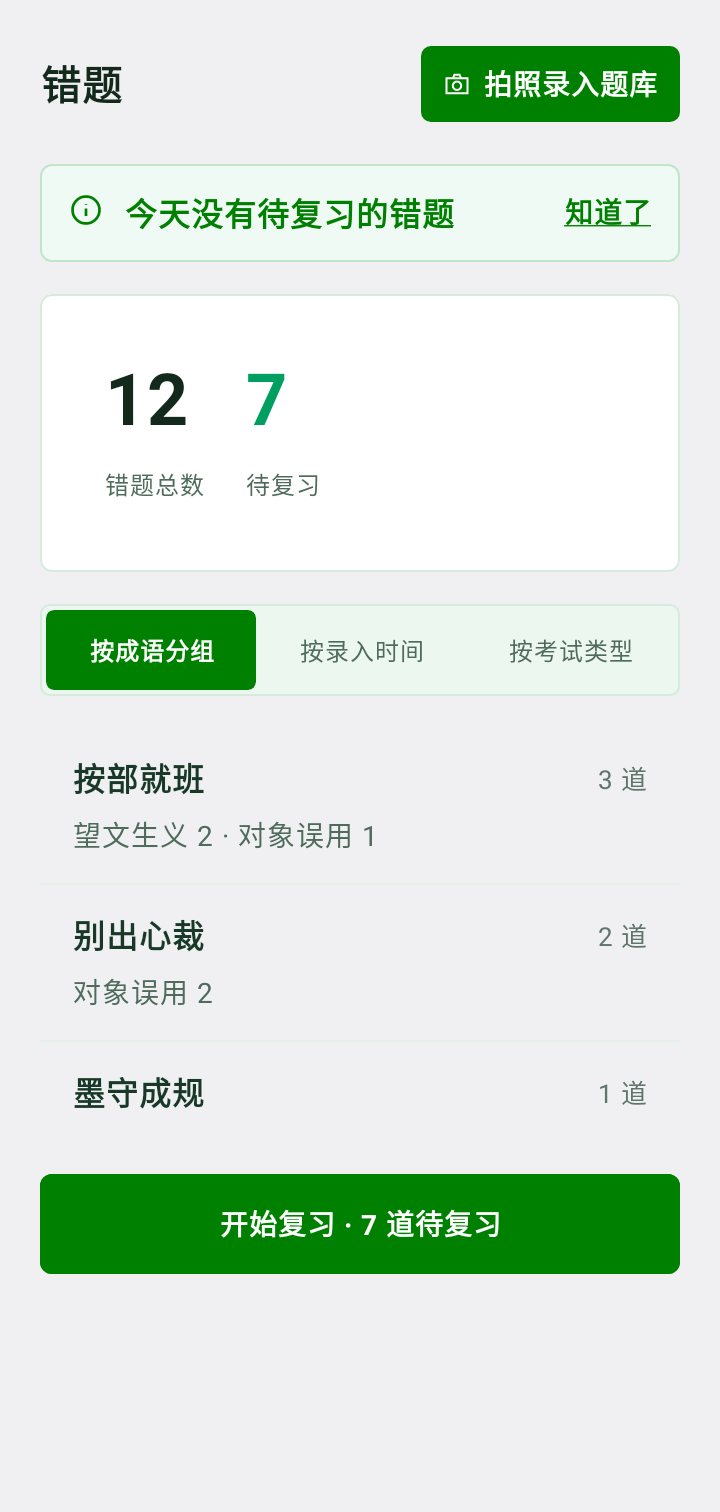 错题
拍照录入题库
今天没有待复习的错题
知道了
12
7
错题总数
待复习
按成语分组
按录入时间
按考试类型
按部就班
3 道
望文生义 2 · 对象误用 1
别出心裁
2 道
对象误用 2
墨守成规
1 道
开始复习 · 7 道待复习